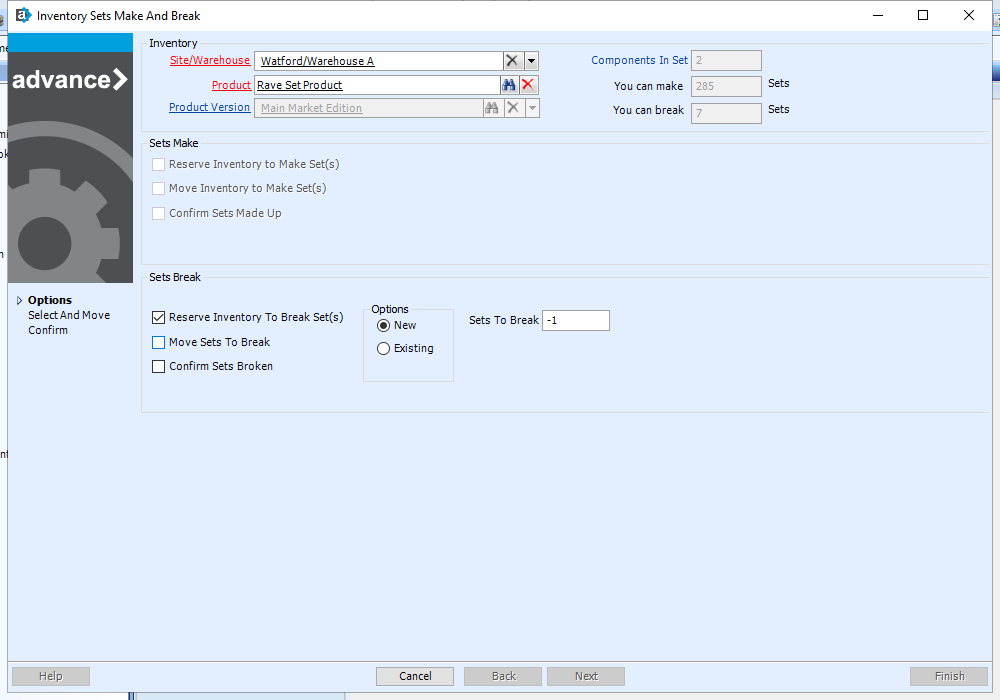 Inventory Sets Make And Break
advance
Inventory
Site/Warehouse Watford/Warehouse A
Components In Set 2
Product Rave Set Product
You can make 285 Sets
Product Version Main Market Edition
You can break 7 Sets
Sets Make
Reserve Inventory to Make Set(s)
Move Inventory to Make Set(s)
Confirm Sets Made Up
Sets Break
Options
Select And Move
Confirm
Reserve Inventory To Break Set(s)
Move Sets To Break
Confirm Sets Broken
Options
New
Existing
Sets To Break -1
Help
Cancel
Back
Next
Finish